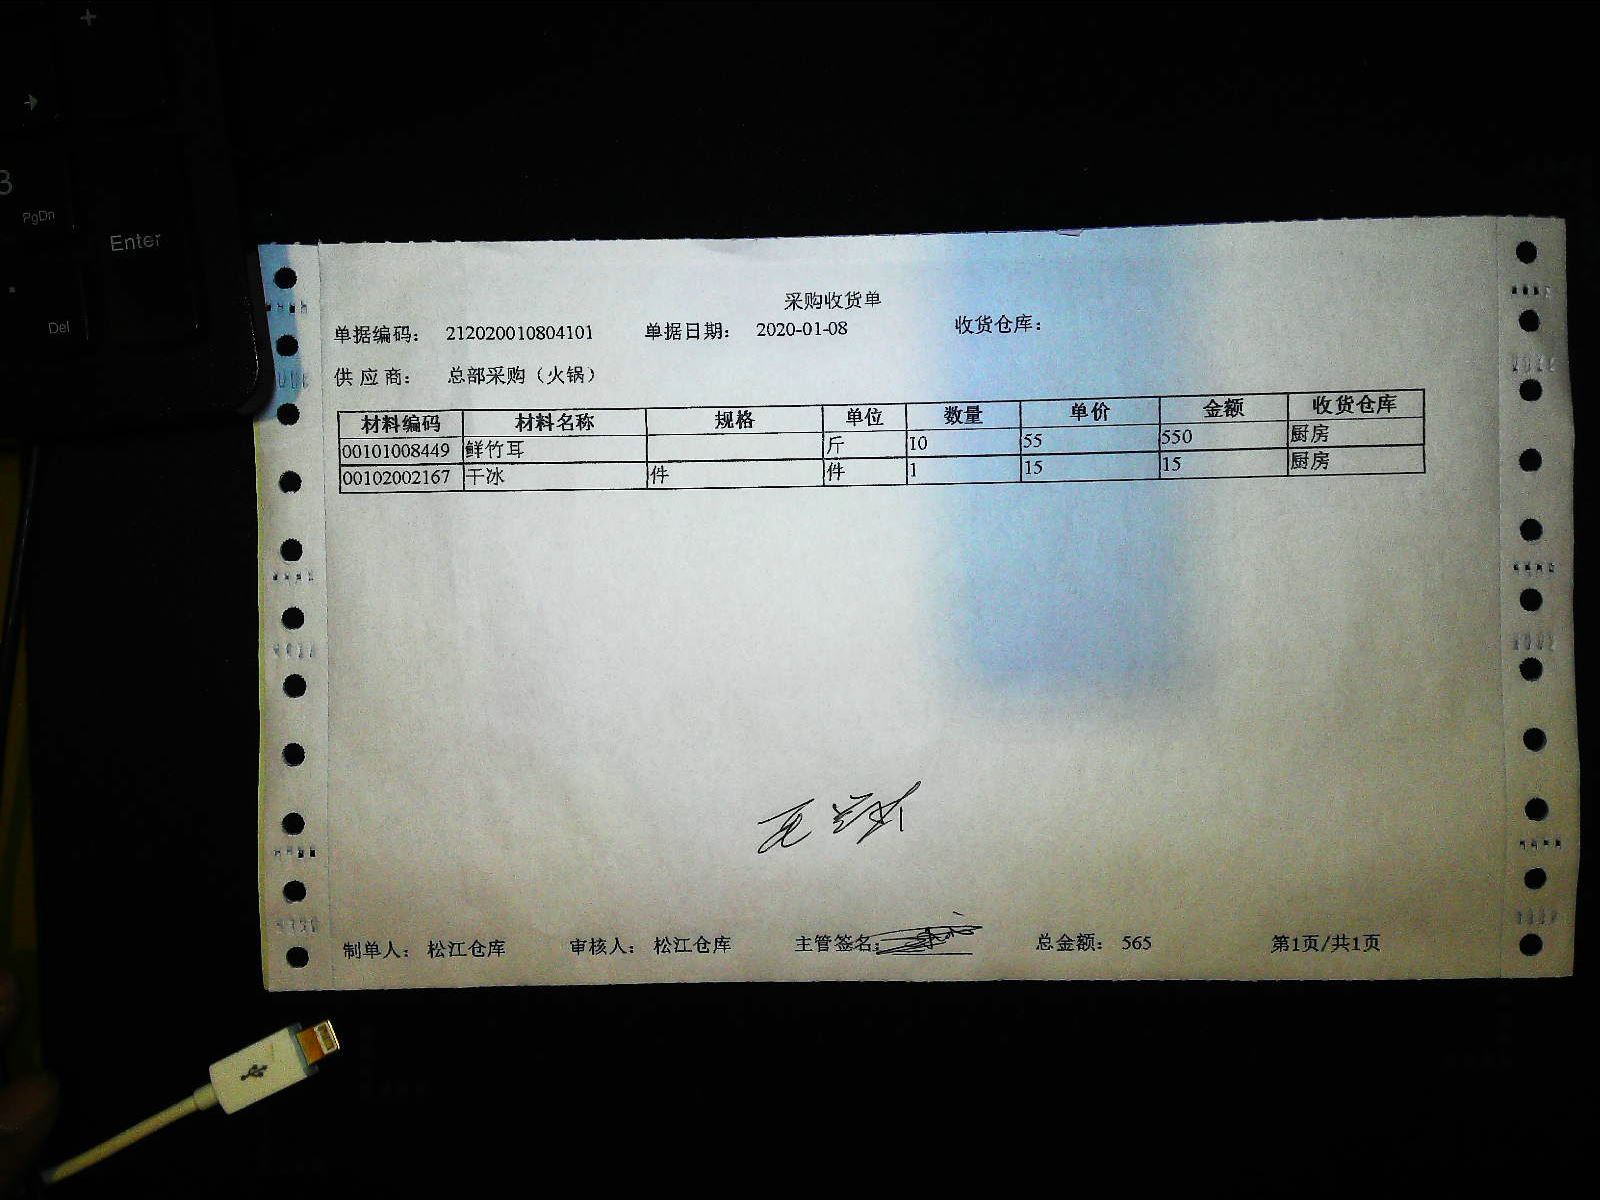 +
3
PgDn
Enter
.
Del
采购收货单
单据编码： 212020010804101 单据日期： 2020-01-08 收货仓库：
供应商： 总部采购（火锅）
材料编码 材料名称 规格 单位 数量 单价 金额 收货仓库
00101008449 鲜竹耳 斤 10 55 550 厨房
00102002167 干冰 件 件 1 15 15 厨房
制单人： 松江仓库 审核人： 松江仓库 主管签名： 总金额： 565 第1页/共1页